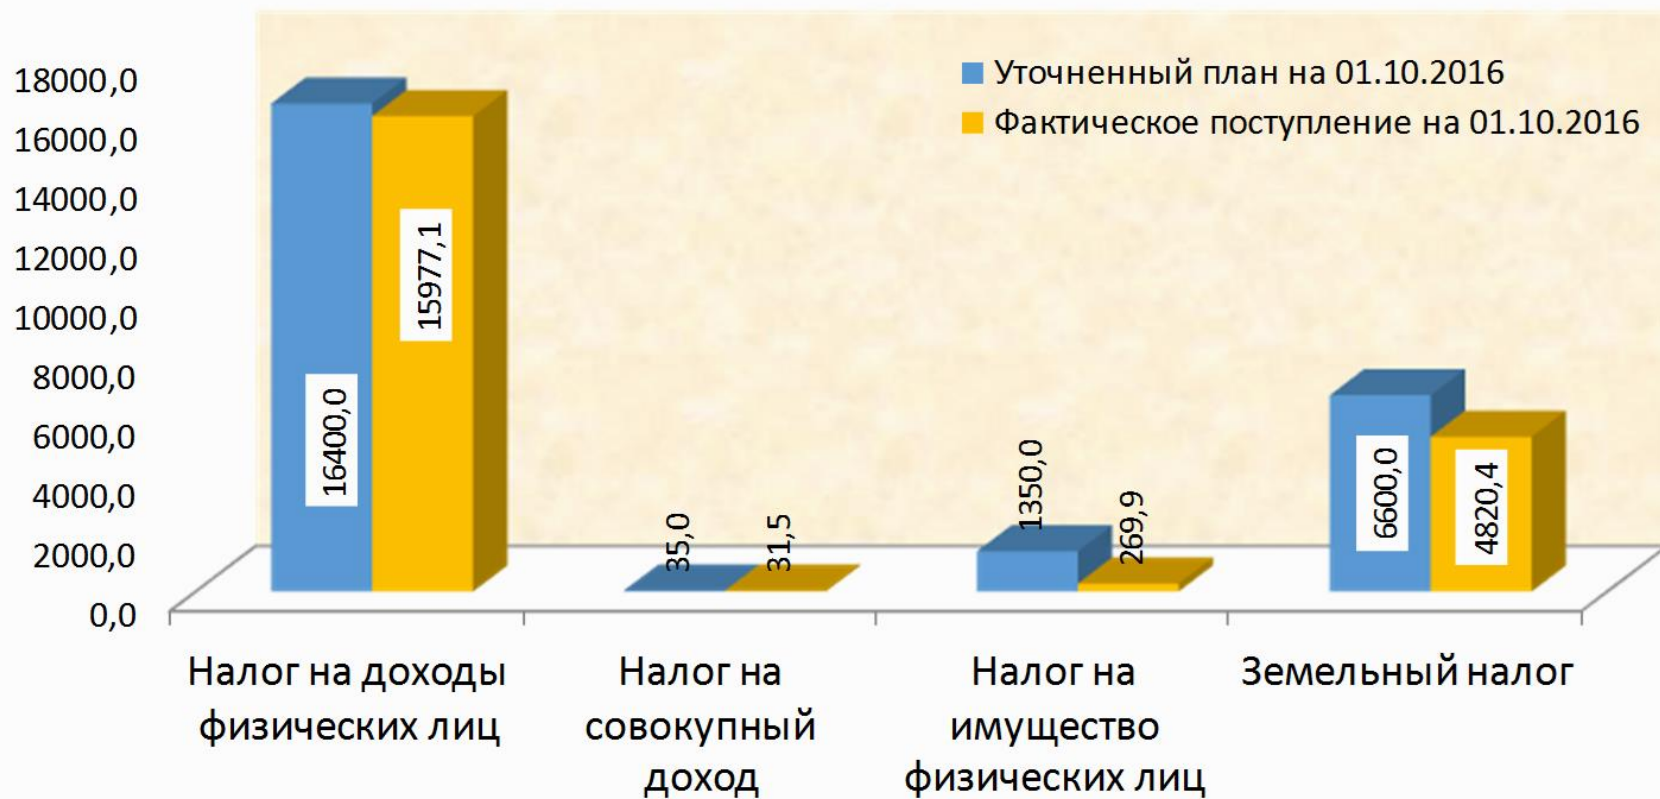 18000,0
16000,0
14000,0
12000,0
10000,0
8000,0
6000,0
4000,0
2000,0
0,0
Уточненный план на 01.10.2016
Фактическое поступление на 01.10.2016
16400,0
15977,1
35,0
31,5
1350,0
269,9
6600,0
4820,4
Налог на доходы
физических лиц
Налог на
совокупный
доход
Налог на
имущество
физических лиц
Земельный налог